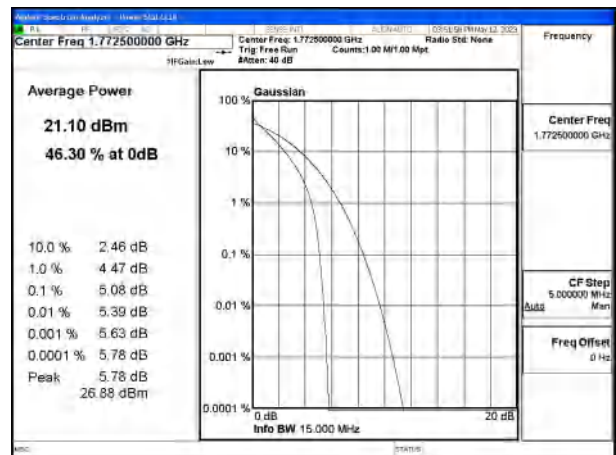 Center Freq 1.772500000 GHz
Center Freq: 1.772500000 GHz
Trig: Free Run
Counts:1.00 M/1.00 Mpt
#IFGain:Low
#Atten: 40 dB
Radio Std: None
Frequency
Average Power
21.10 dBm
46.30 % at 0dB
10.0 % 2.46 dB
1.0 % 4.47 dB
0.1 % 5.08 dB
0.01 % 5.39 dB
0.001 % 5.63 dB
0.0001 % 5.78 dB
Peak 5.78 dB
26.88 dBm
Gaussian
100 %
10 %
1 %
0.1 %
0.01 %
0.001 %
0.0001 %
0 dB
20 dB
Info BW 15.000 MHz
Center Freq
1.772500000 GHz
CF Step
5.000000 MHz
Auto Man
Freq Offset
0 Hz
MSG
STATUS